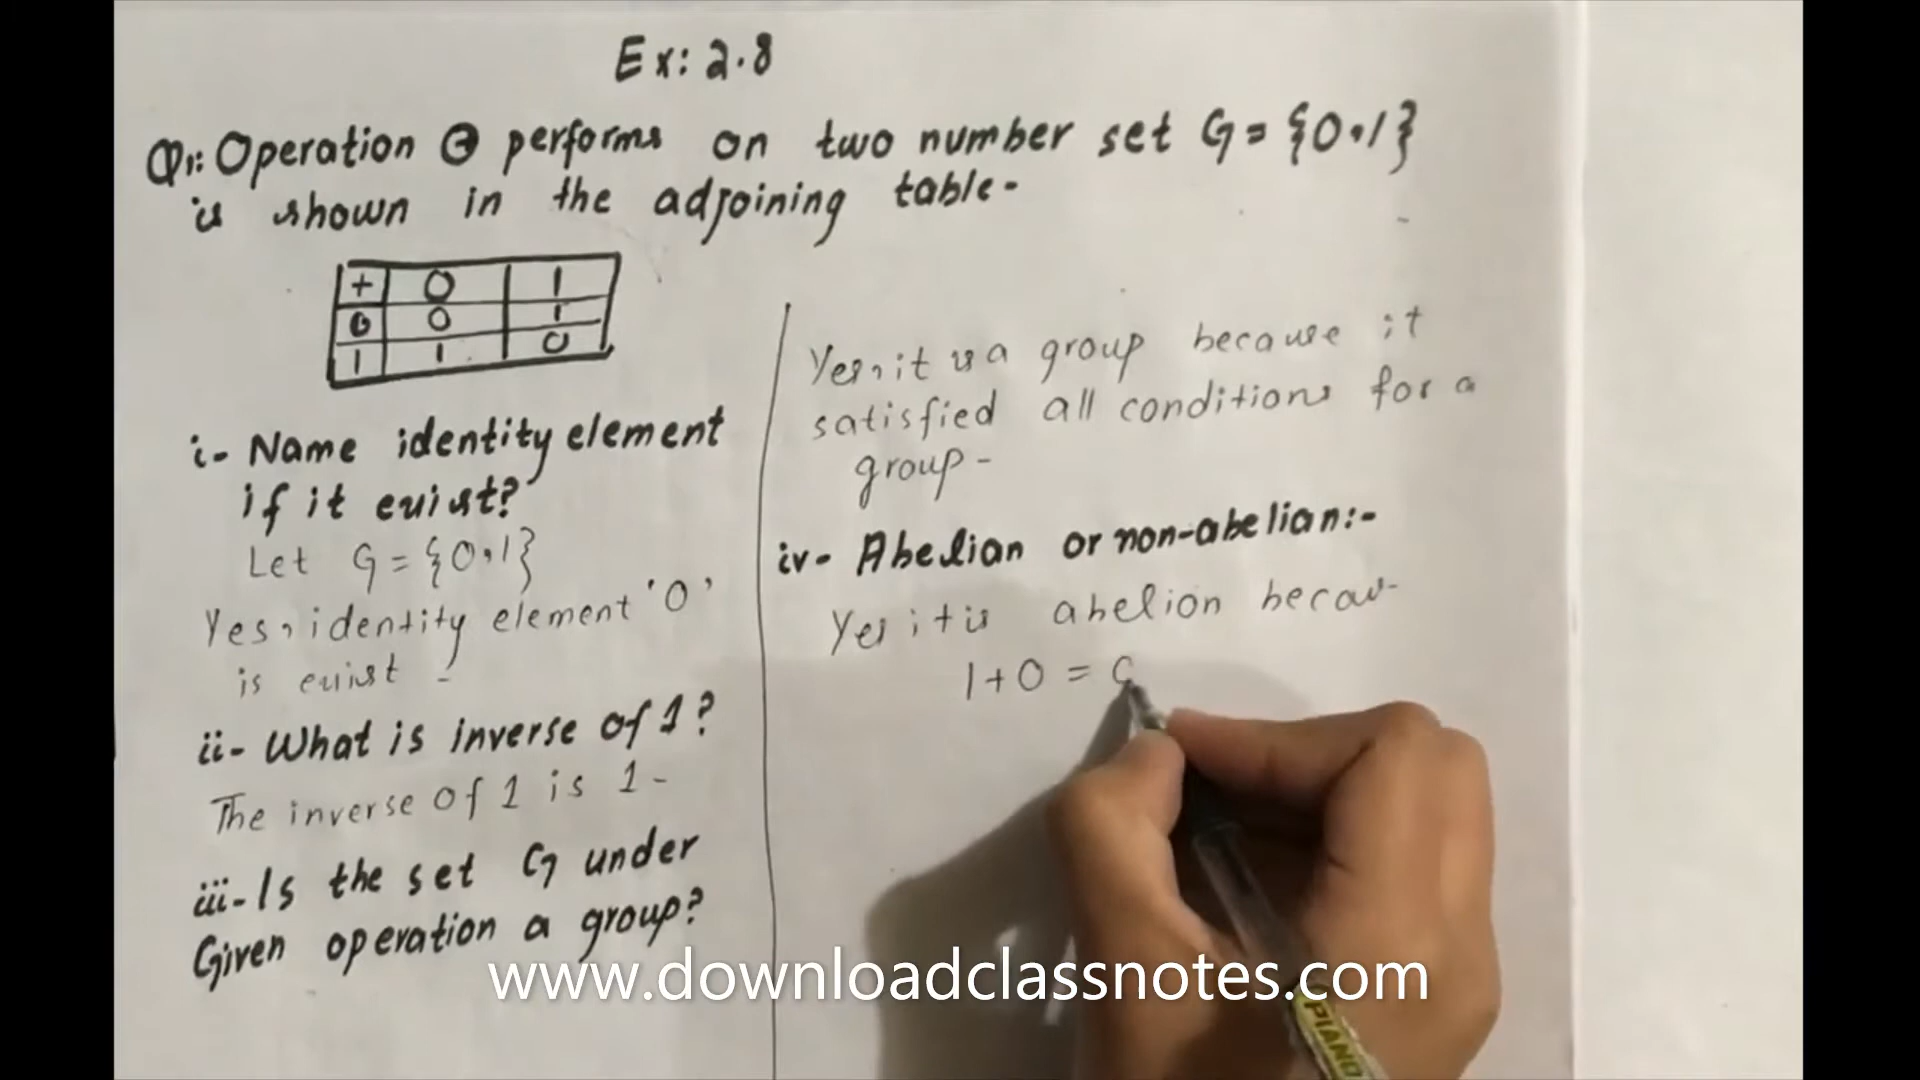 Ex: 2.8
Q1: Operation ⊕ performs on two number set G = {0,1}
is shown in the adjoining table-
+ 0 1
0 0 1
1 1 0
i- Name identity element
if it exist?
Let G = {0,1}
Yes, identity element '0'
is exist -
ii- What is inverse of 1?
The inverse of 1 is 1-
iii- Is the set G under
Given operation a group?
Yes, it is a group because it
satisfied all conditions for a
group-
iv- Abelian or non-abelian:-
Yes it is abelion becau-
1+0 =
www.downloadclassnotes.com
PIANO